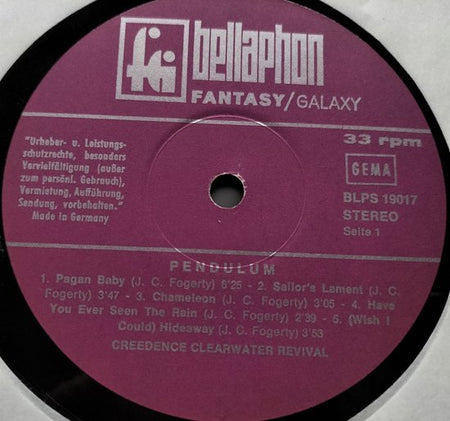 bellaphon
FANTASY/GALAXY
"Urheber- u. Leistungs-
schutzrechte, besonders
Vervielfältigung (außer
zum persönl. Gebrauch),
Vermietung, Aufführung,
Sendung, vorbehalten."
Made in Germany
33 rpm
GEMA
BLPS 19017
STEREO
Seite 1
PENDULUM
1. Pagan Baby (J. C. Fogerty) 6'25 - 2. Sailor's Lament (J. C.
Fogerty) 3'47 - 3. Chameleon (J. C. Fogerty) 3'05 - 4. Have
You Ever Seen The Rain (J. C. Fogerty) 2'39 - 5. (Wish I
Could) Hideaway (J. C. Fogerty) 3'53
CREEDENCE CLEARWATER REVIVAL